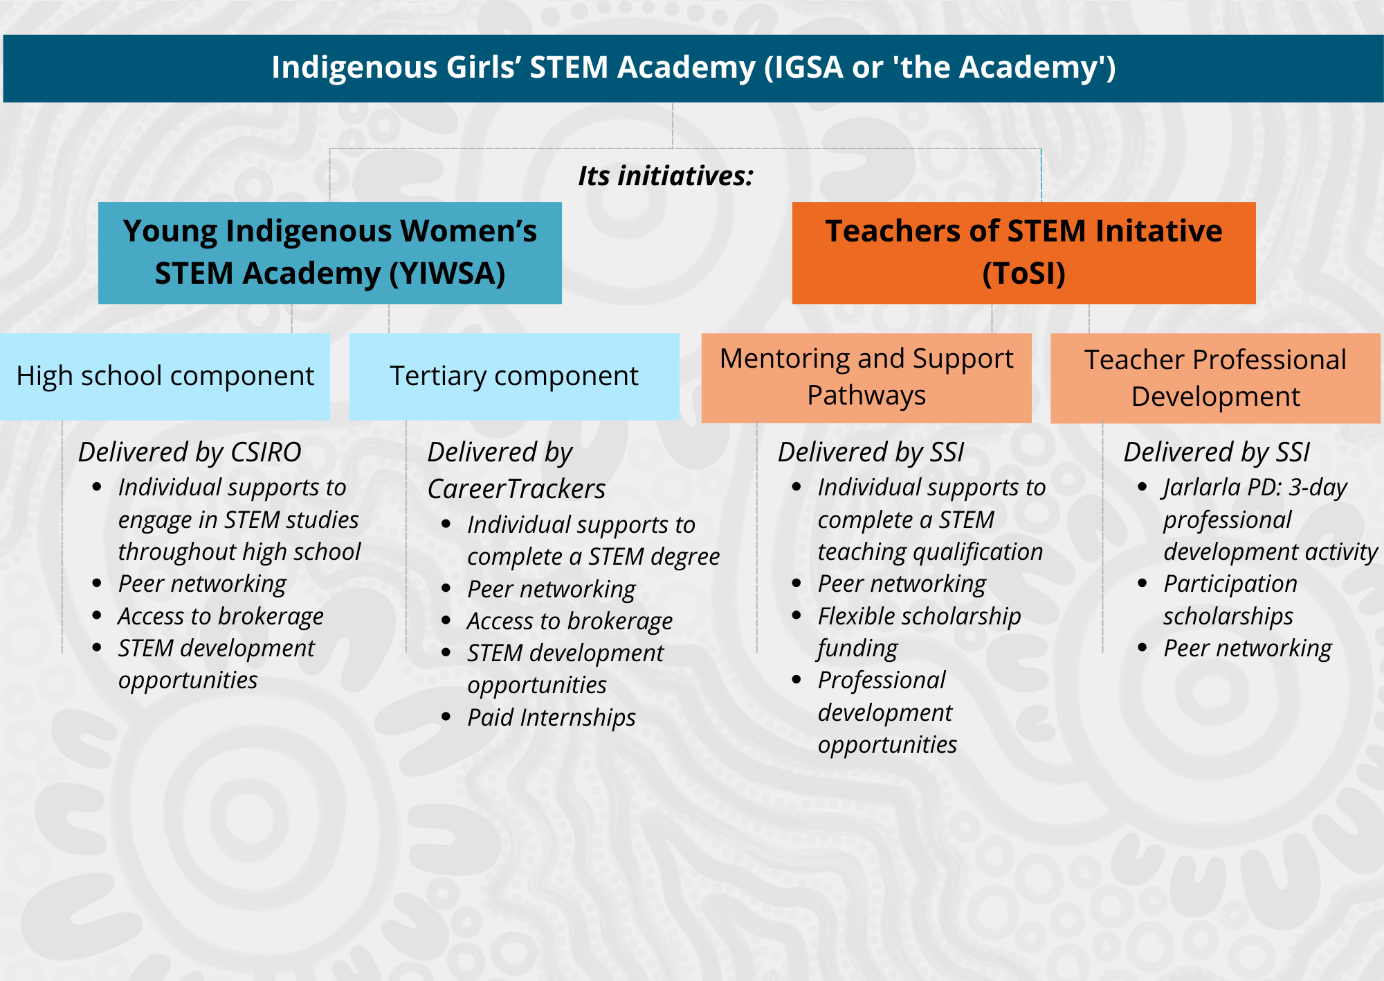 Indigenous Girls’ STEM Academy (IGSA or 'the Academy')
Its initiatives:
Young Indigenous Women’s
STEM Academy (YIWSA)
Teachers of STEM Initative
(ToSI)
High school component
Tertiary component
Mentoring and Support
Pathways
Teacher Professional
Development
Delivered by CSIRO
• Individual supports to
engage in STEM studies
throughout high school
• Peer networking
• Access to brokerage
• STEM development
opportunities
Delivered by
CareerTrackers
• Individual supports to
complete a STEM degree
• Peer networking
• Access to brokerage
• STEM development
opportunities
• Paid Internships
Delivered by SSI
• Individual supports to
complete a STEM
teaching qualification
• Peer networking
• Flexible scholarship
funding
• Professional
development
opportunities
Delivered by SSI
• Jarlarla PD: 3-day
professional
development activity
• Participation
scholarships
• Peer networking